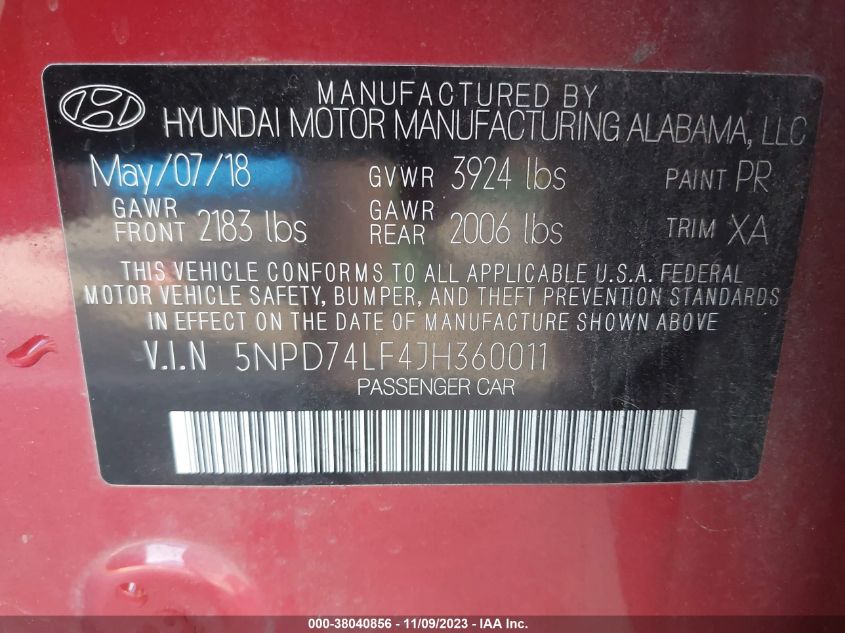 MANUFACTURED BY
HYUNDAI MOTOR MANUFACTURING ALABAMA, LLC
May/07/18 GVWR 3924 lbs PAINT PR
GAWR FRONT 2183 lbs GAWR REAR 2006 lbs TRIM XA
THIS VEHICLE CONFORMS TO ALL APPLICABLE U.S.A. FEDERAL
MOTOR VEHICLE SAFETY, BUMPER, AND THEFT PREVENTION STANDARDS
IN EFFECT ON THE DATE OF MANUFACTURE SHOWN ABOVE
V.I.N 5NPD74LF4JH360011
PASSENGER CAR
000-38040856 - 11/09/2023 - IAA Inc.